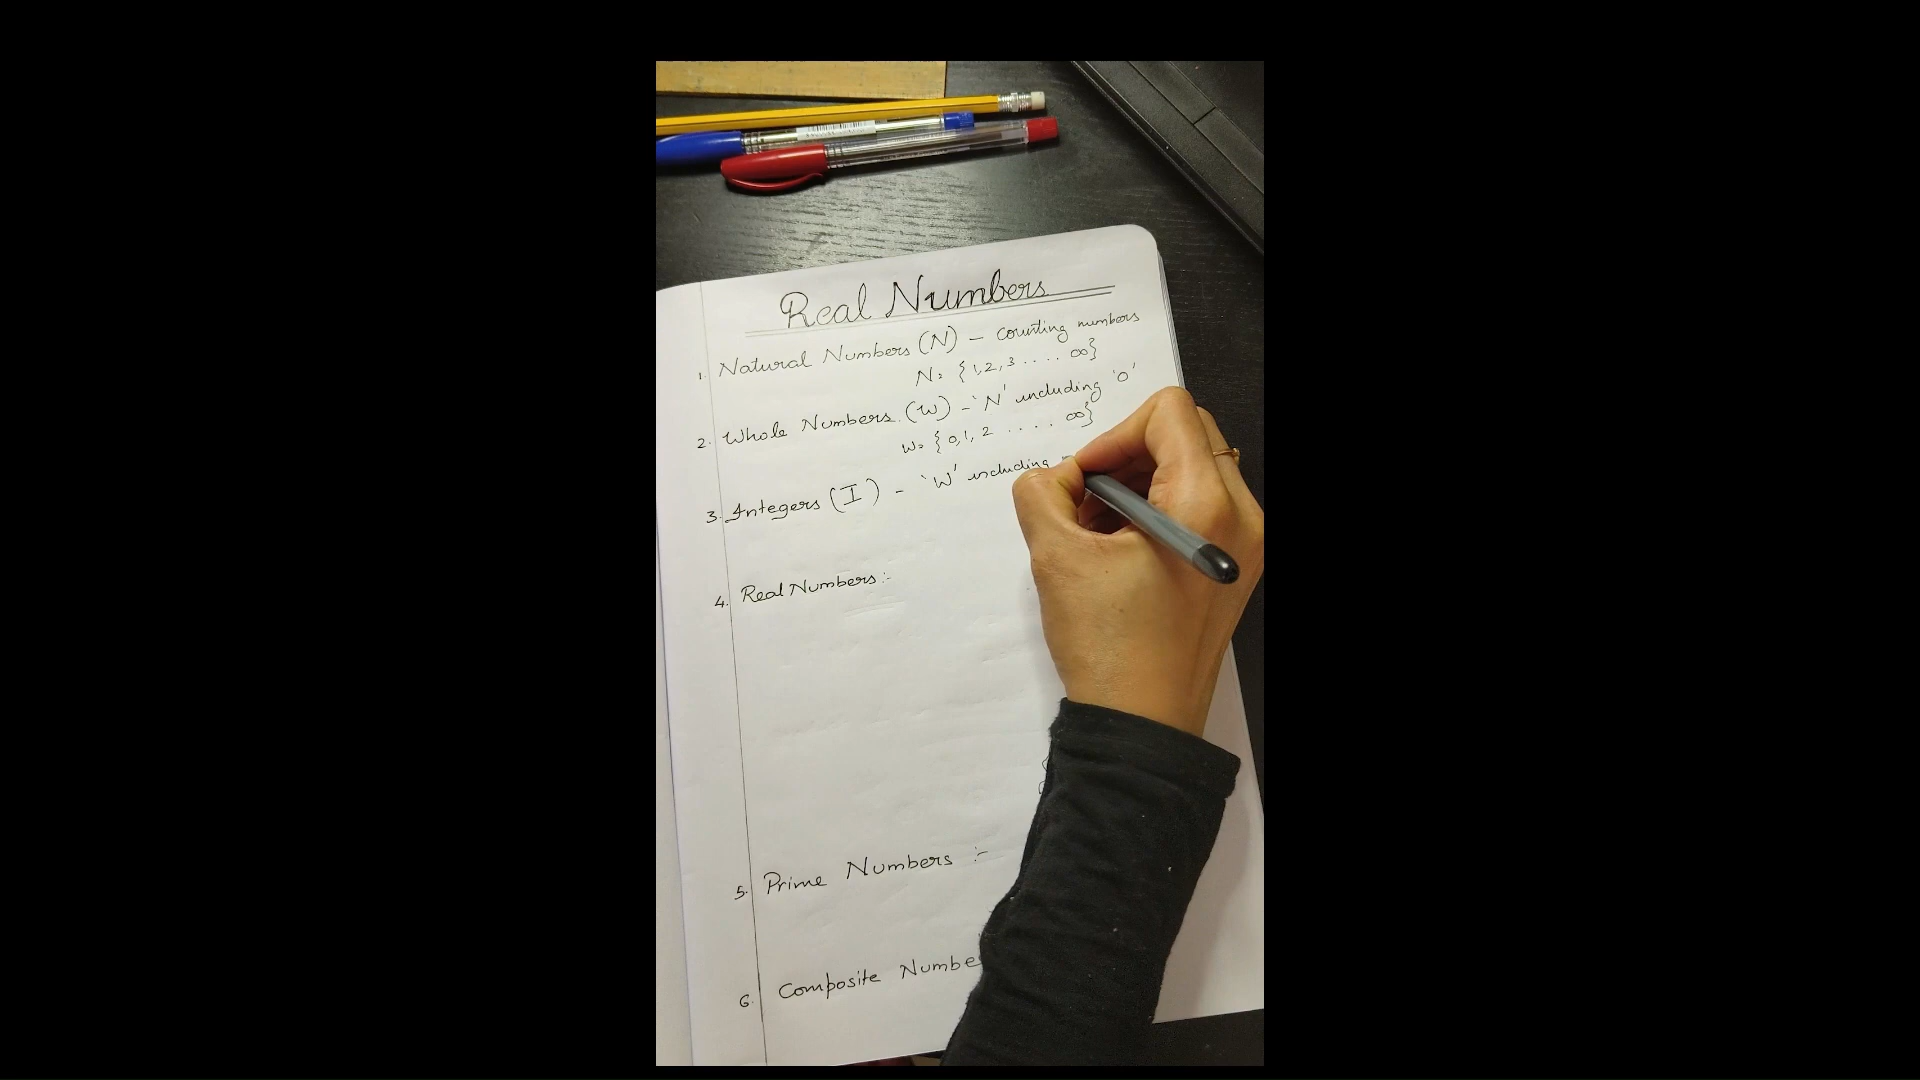 Real Numbers
1. Natural Numbers (N) - Counting numbers
N = {1, 2, 3 .... ∞}
2. Whole Numbers. (W) - 'N' including '0'
W = {0, 1, 2 .... ∞}
3. Integers (I) - 'W' including
4. Real Numbers :-
5. Prime Numbers :-
6. Composite Numbe